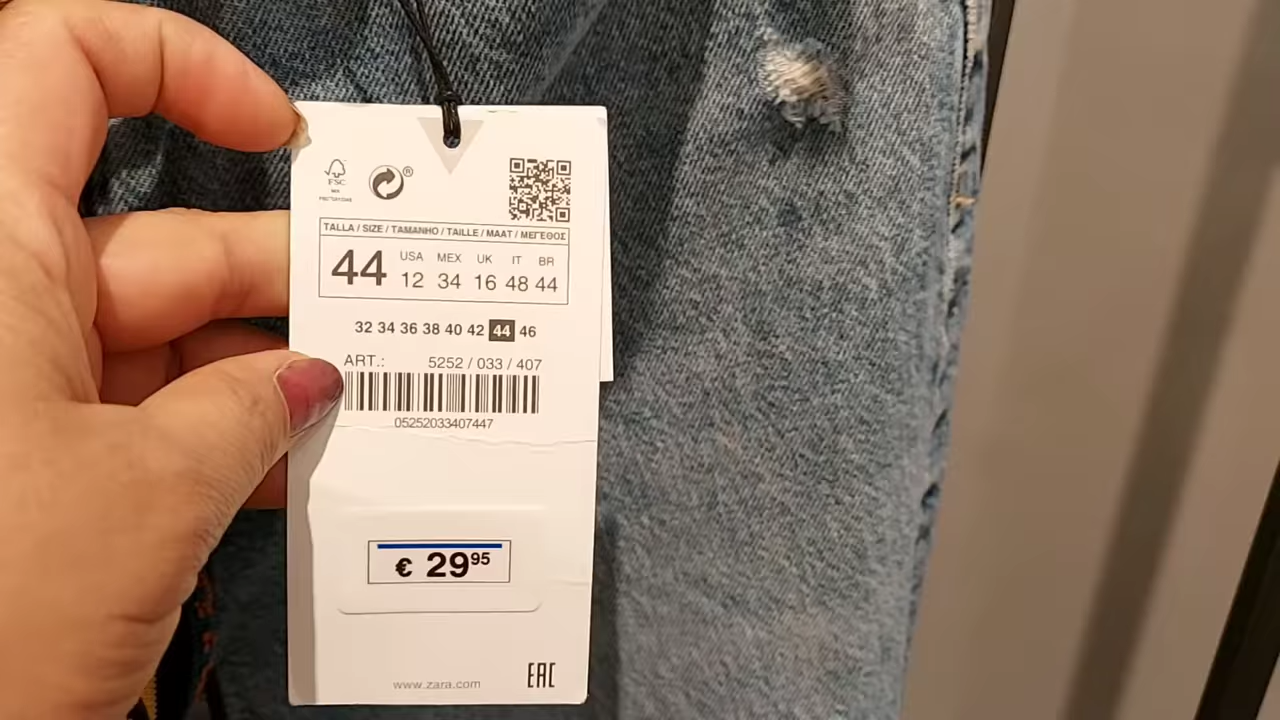 FSC
MIX
®
TALLA / SIZE / TAMANHO / TAILLE / MAAT / ΜΕΓΕΘΟΣ
44
USA MEX UK IT BR
12 34 16 48 44
32 34 36 38 40 42 44 46
ART.: 5252 / 033 / 407
05252033407447
€ 29 95
www.zara.com
EAC